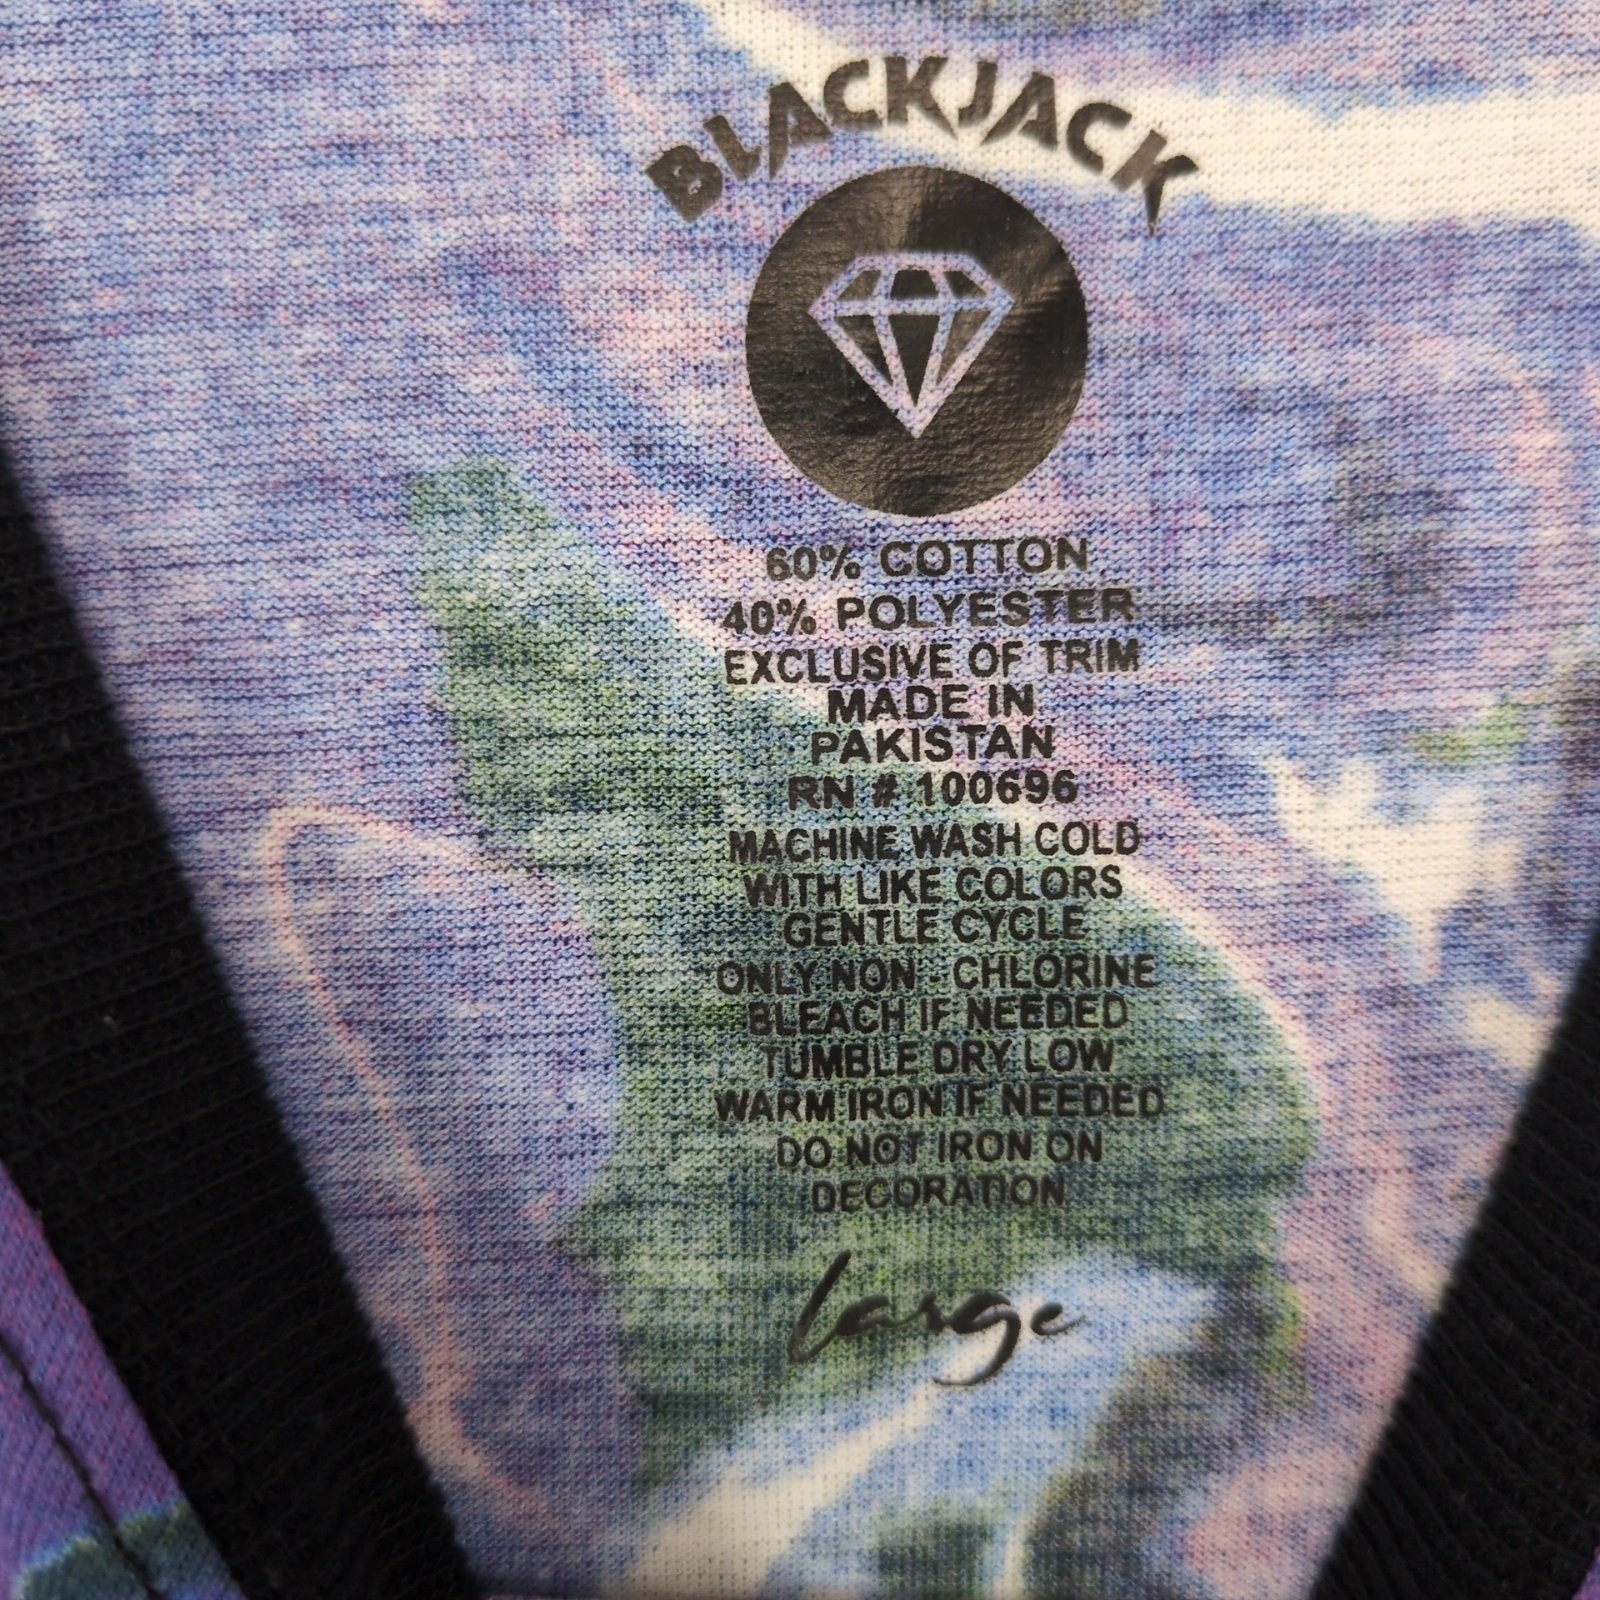 BLACKJACK
60% COTTON
40% POLYESTER
EXCLUSIVE OF TRIM
MADE IN
PAKISTAN
RN # 100696
MACHINE WASH COLD
WITH LIKE COLORS
GENTLE CYCLE
ONLY NON - CHLORINE
BLEACH IF NEEDED
TUMBLE DRY LOW
WARM IRON IF NEEDED
DO NOT IRON ON
DECORATION
Large